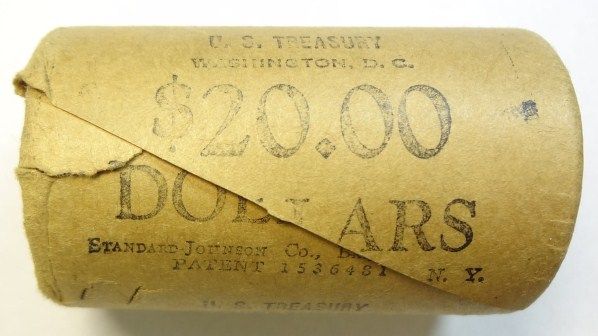 U. S. TREASURY
WASHINGTON, D. C.
$20.00
DOLLARS
STANDARD JOHNSON Co.,
PATENT 1536481 N. Y.
U. S. TREASURY